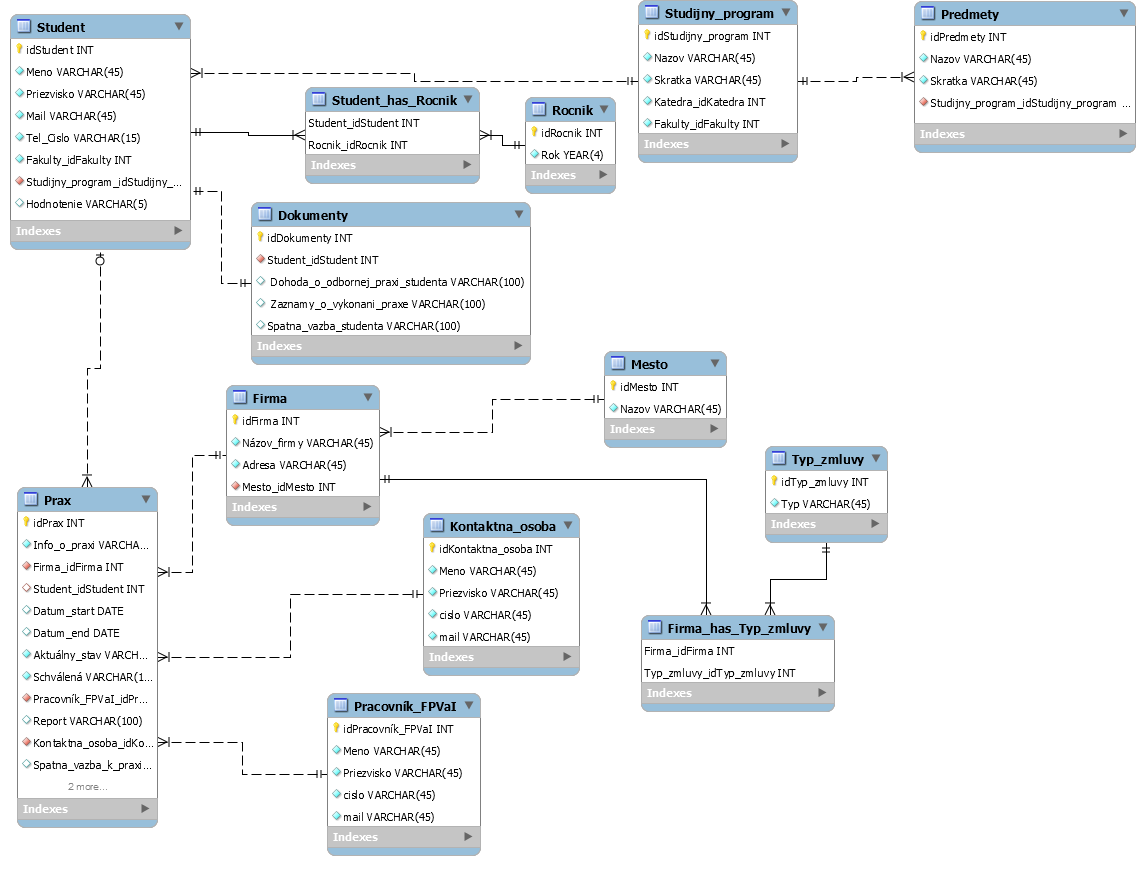 Student
idStudent INT
Meno VARCHAR(45)
Priezvisko VARCHAR(45)
Mail VARCHAR(45)
Tel_Cislo VARCHAR(15)
Fakulty_idFakulty INT
Studijny_program_idStudijny_...
Hodnotenie VARCHAR(5)
Indexes
Studijny_program
idStudijny_program INT
Nazov VARCHAR(45)
Skratka VARCHAR(45)
Katedra_idKatedra INT
Fakulty_idFakulty INT
Indexes
Predmety
idPredmety INT
Nazov VARCHAR(45)
Skratka VARCHAR(45)
Studijny_program_idStudijny_program ...
Indexes
Student_has_Rocnik
Student_idStudent INT
Rocnik_idRocnik INT
Indexes
Rocnik
idRocnik INT
Rok YEAR(4)
Indexes
Dokumenty
idDokumenty INT
Student_idStudent INT
Dohoda_o_odbornej_praxi_studenta VARCHAR(100)
Zaznamy_o_vykonani_praxe VARCHAR(100)
Spatna_vazba_studenta VARCHAR(100)
Indexes
Mesto
idMesto INT
Nazov VARCHAR(45)
Indexes
Firma
idFirma INT
Názov_firmy VARCHAR(45)
Adresa VARCHAR(45)
Mesto_idMesto INT
Indexes
Typ_zmluvy
idTyp_zmluvy INT
Typ VARCHAR(45)
Indexes
Prax
idPrax INT
Info_o_praxi VARCHA...
Firma_idFirma INT
Student_idStudent INT
Datum_start DATE
Datum_end DATE
Aktuálny_stav VARCH...
Schválená VARCHAR(1...
Pracovník_FPVaI_idPr...
Report VARCHAR(100)
Kontaktna_osoba_idKo...
Spatna_vazba_k_praxi...
2 more...
Indexes
Kontaktna_osoba
idKontaktna_osoba INT
Meno VARCHAR(45)
Priezvisko VARCHAR(45)
cislo VARCHAR(45)
mail VARCHAR(45)
Indexes
Firma_has_Typ_zmluvy
Firma_idFirma INT
Typ_zmluvy_idTyp_zmluvy INT
Indexes
Pracovník_FPVaI
idPracovník_FPVaI INT
Meno VARCHAR(45)
Priezvisko VARCHAR(45)
cislo VARCHAR(45)
mail VARCHAR(45)
Indexes